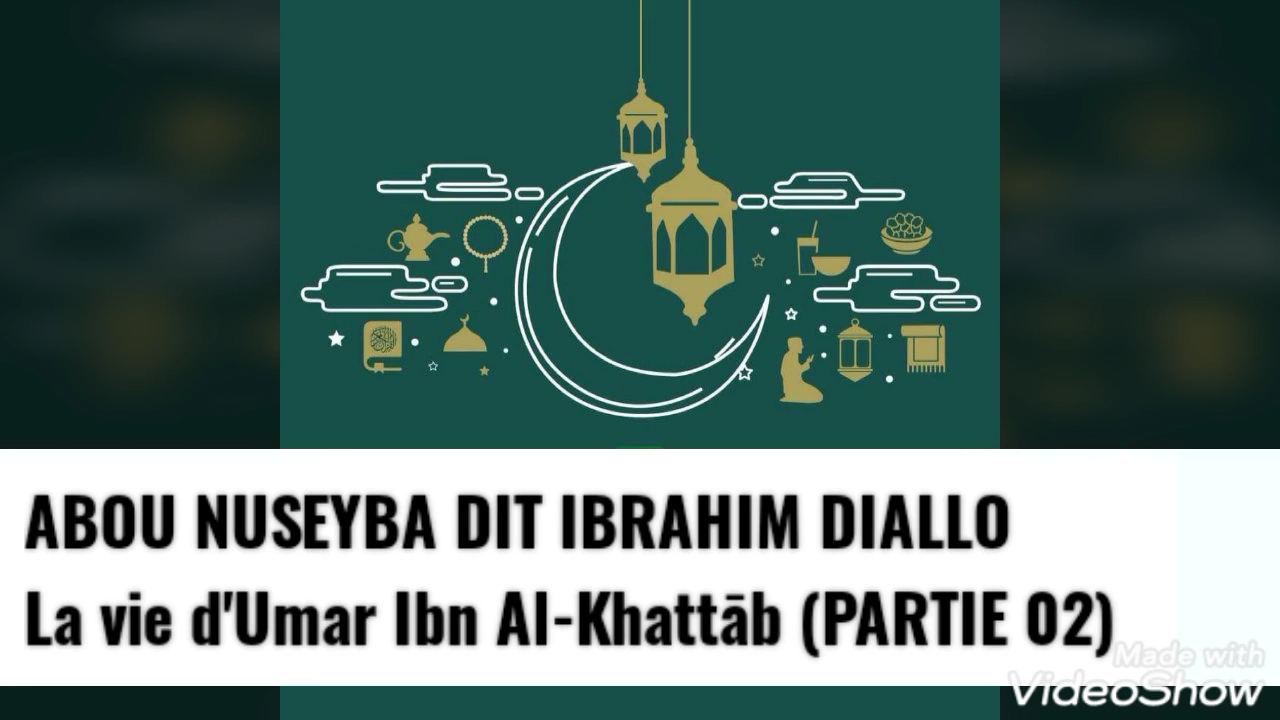 ABOU NUSEYBA DIT IBRAHIM DIALLO
La vie d'Umar Ibn Al-Khattāb (PARTIE 02)
Made with
VideoShow